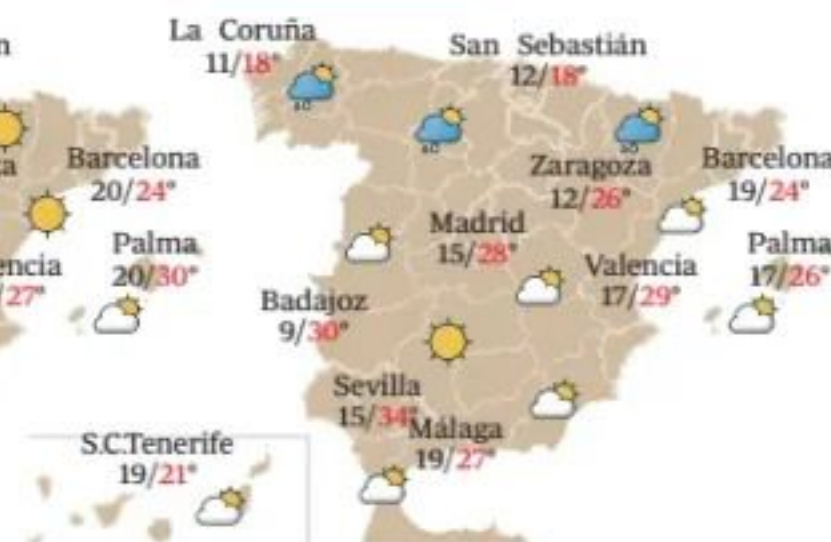 La Coruña
11/18°
San Sebastián
12/18°
Barcelona
20/24°
Zaragoza
12/26°
Barcelona
19/24°
Madrid
15/28°
Palma
20/30°
Valencia
17/29°
Palma
17/26°
encia
/27°
Badajoz
9/30°
Sevilla
15/34°
Málaga
19/27°
S.C.Tenerife
19/21°